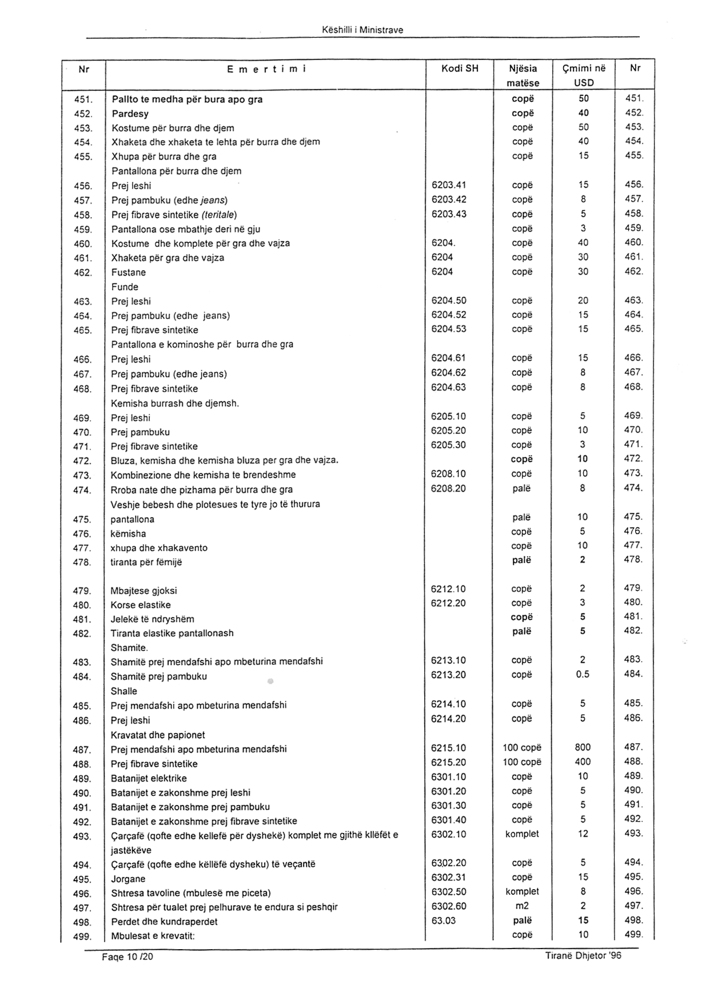 Këshilli i Ministrave
Nr E m e r t i m i Kodi SH Njësia matëse Çmimi në USD Nr
451. Pallto te medha për bura apo gra copë 50 451.
452. Pardesy copë 40 452.
453. Kostume për burra dhe djem copë 50 453.
454. Xhaketa dhe xhaketa te lehta për burra dhe djem copë 40 454.
455. Xhupa për burra dhe gra copë 15 455.
Pantallona për burra dhe djem
456. Prej leshi 6203.41 copë 15 456.
457. Prej pambuku (edhe jeans) 6203.42 copë 8 457.
458. Prej fibrave sintetike (teritale) 6203.43 copë 5 458.
459. Pantallona ose mbathje deri në gju copë 3 459.
460. Kostume dhe komplete për gra dhe vajza 6204. copë 40 460.
461. Xhaketa për gra dhe vajza 6204 copë 30 461.
462. Fustane 6204 copë 30 462.
Funde
463. Prej leshi 6204.50 copë 20 463.
464. Prej pambuku (edhe jeans) 6204.52 copë 15 464.
465. Prej fibrave sintetike 6204.53 copë 15 465.
Pantallona e kominoshe për burra dhe gra
466. Prej leshi 6204.61 copë 15 466.
467. Prej pambuku (edhe jeans) 6204.62 copë 8 467.
468. Prej fibrave sintetike 6204.63 copë 8 468.
Kemisha burrash dhe djemsh.
469. Prej leshi 6205.10 copë 5 469.
470. Prej pambuku 6205.20 copë 10 470.
471. Prej fibrave sintetike 6205.30 copë 3 471.
472. Bluza, kemisha dhe kemisha bluza per gra dhe vajza. copë 10 472.
473. Kombinezione dhe kemisha te brendeshme 6208.10 copë 10 473.
474. Rroba nate dhe pizhama për burra dhe gra 6208.20 palë 8 474.
Veshje bebesh dhe plotesues te tyre jo të thurura
475. pantallona palë 10 475.
476. këmisha copë 5 476.
477. xhupa dhe xhakavento copë 10 477.
478. tiranta për fëmijë palë 2 478.
479. Mbajtese gjoksi 6212.10 copë 2 479.
480. Korse elastike 6212.20 copë 3 480.
481. Jelekë të ndryshëm copë 5 481.
482. Tiranta elastike pantallonash palë 5 482.
Shamite.
483. Shamitë prej mendafshi apo mbeturina mendafshi 6213.10 copë 2 483.
484. Shamitë prej pambuku 6213.20 copë 0.5 484.
Shalle
485. Prej mendafshi apo mbeturina mendafshi 6214.10 copë 5 485.
486. Prej leshi 6214.20 copë 5 486.
Kravatat dhe papionet
487. Prej mendafshi apo mbeturina mendafshi 6215.10 100 copë 800 487.
488. Prej fibrave sintetike 6215.20 100 copë 400 488.
489. Batanijet elektrike 6301.10 copë 10 489.
490. Batanijet e zakonshme prej leshi 6301.20 copë 5 490.
491. Batanijet e zakonshme prej pambuku 6301.30 copë 5 491.
492. Batanijet e zakonshme prej fibrave sintetike 6301.40 copë 5 492.
493. Çarçafë (qofte edhe kellefë për dyshekë) komplet me gjithë kllëfët e 6302.10 komplet 12 493.
jastëkëve
494. Çarçafë (qofte edhe këllëfë dysheku) të veçantë 6302.20 copë 5 494.
495. Jorgane 6302.31 copë 15 495.
496. Shtresa tavoline (mbulesë me piceta) 6302.50 komplet 8 496.
497. Shtresa për tualet prej pelhurave te endura si peshqir 6302.60 m2 2 497.
498. Perdet dhe kundraperdet 63.03 palë 15 498.
499. Mbulesat e krevatit: copë 10 499.
Faqe 10 /20 Tiranë Dhjetor '96